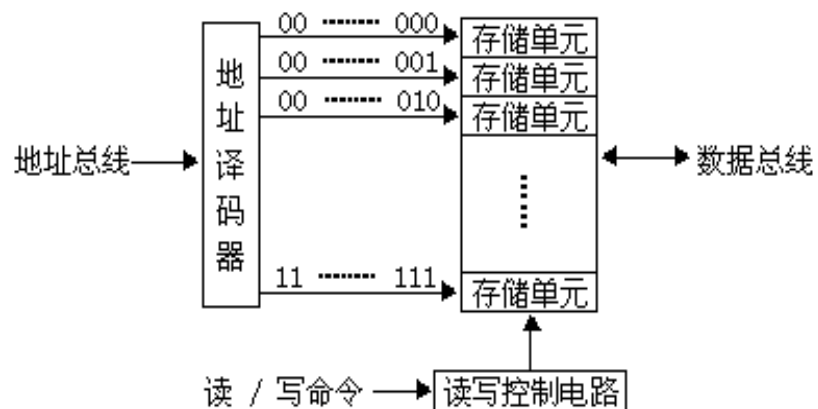 00 ┅┅ 000
存储单元
00 ┅┅ 001
存储单元
00 ┅┅ 010
存储单元
地址译码器
地址总线
数据总线
┅┅
11 ┅┅ 111
存储单元
读 / 写命令
读写控制电路